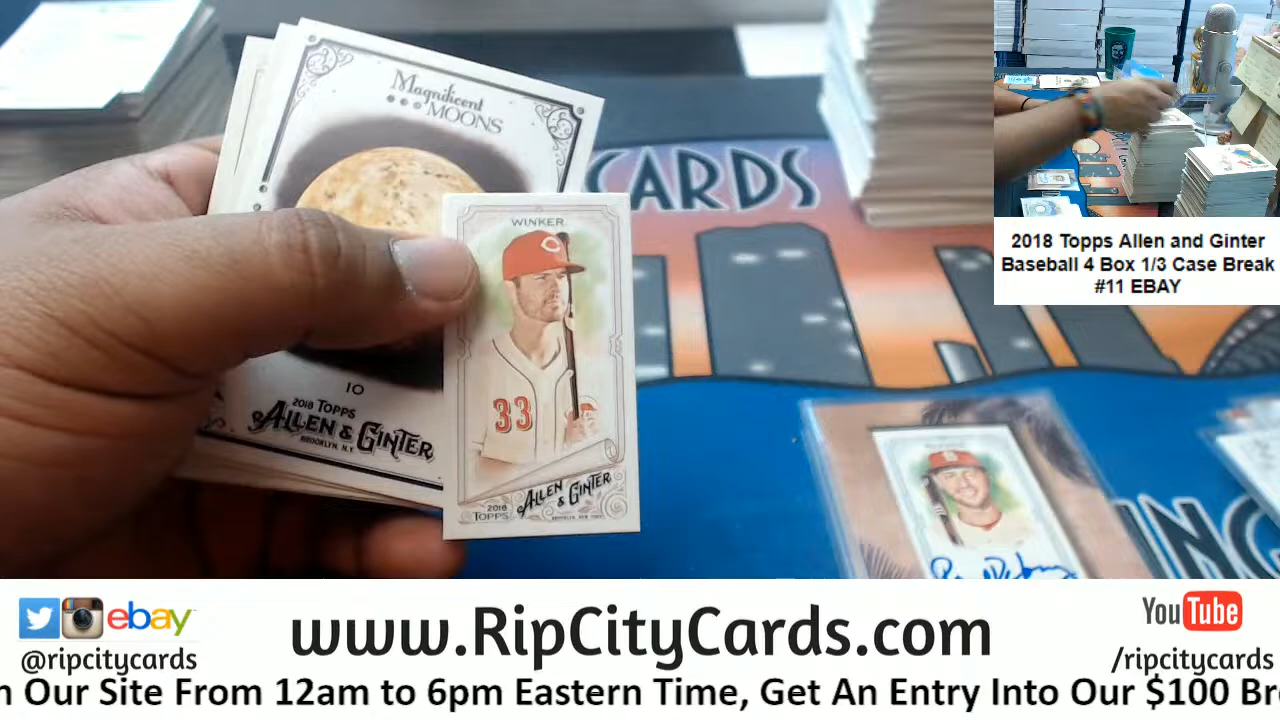 Magnificent
MOONS
IO
2018 TOPPS
ALLEN & GINTER
BROOKLYN, N.Y.
WINKER
33
2018
TOPPS
ALLEN
& GINTER
CARDS
2018 Topps Allen and Ginter
Baseball 4 Box 1/3 Case Break
#11 EBAY
ebay
@ripcitycards
www.RipCityCards.com
YouTube
/ripcitycards
n Our Site From 12am to 6pm Eastern Time, Get An Entry Into Our $100 Br